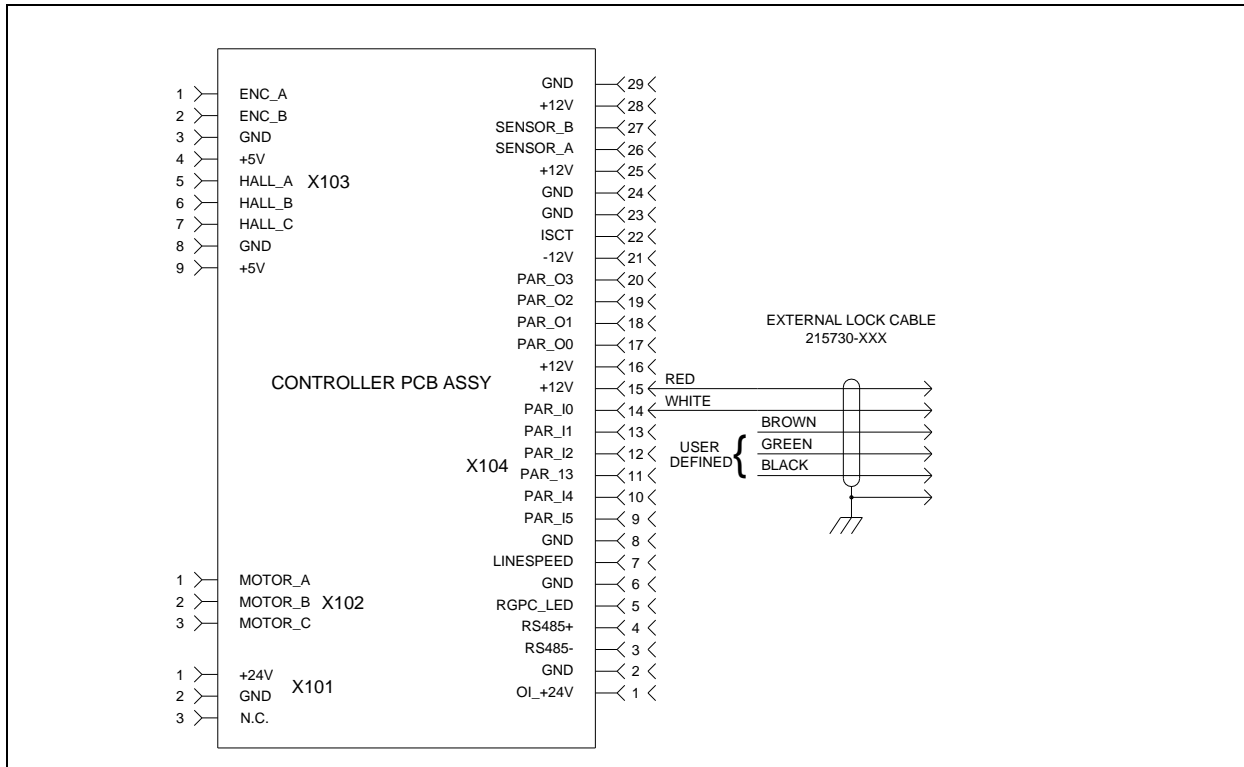 1 ENC_A
2 ENC_B
3 GND
4 +5V
5 HALL_A
6 HALL_B
7 HALL_C
8 GND
9 +5V
X103
1 MOTOR_A
2 MOTOR_B
3 MOTOR_C
X102
1 +24V
2 GND
3 N.C.
X101
CONTROLLER PCB ASSY
X104
GND 29
+12V 28
SENSOR_B 27
SENSOR_A 26
+12V 25
GND 24
GND 23
ISCT 22
-12V 21
PAR_O3 20
PAR_O2 19
PAR_O1 18
PAR_O0 17
+12V 16
+12V 15
PAR_I0 14
PAR_I1 13
PAR_I2 12
PAR_13 11
PAR_I4 10
PAR_I5 9
GND 8
LINESPEED 7
GND 6
RGPC_LED 5
RS485+ 4
RS485- 3
GND 2
OI_+24V 1
EXTERNAL LOCK CABLE
215730-XXX
RED
WHITE
BROWN
GREEN
BLACK
USER
DEFINED